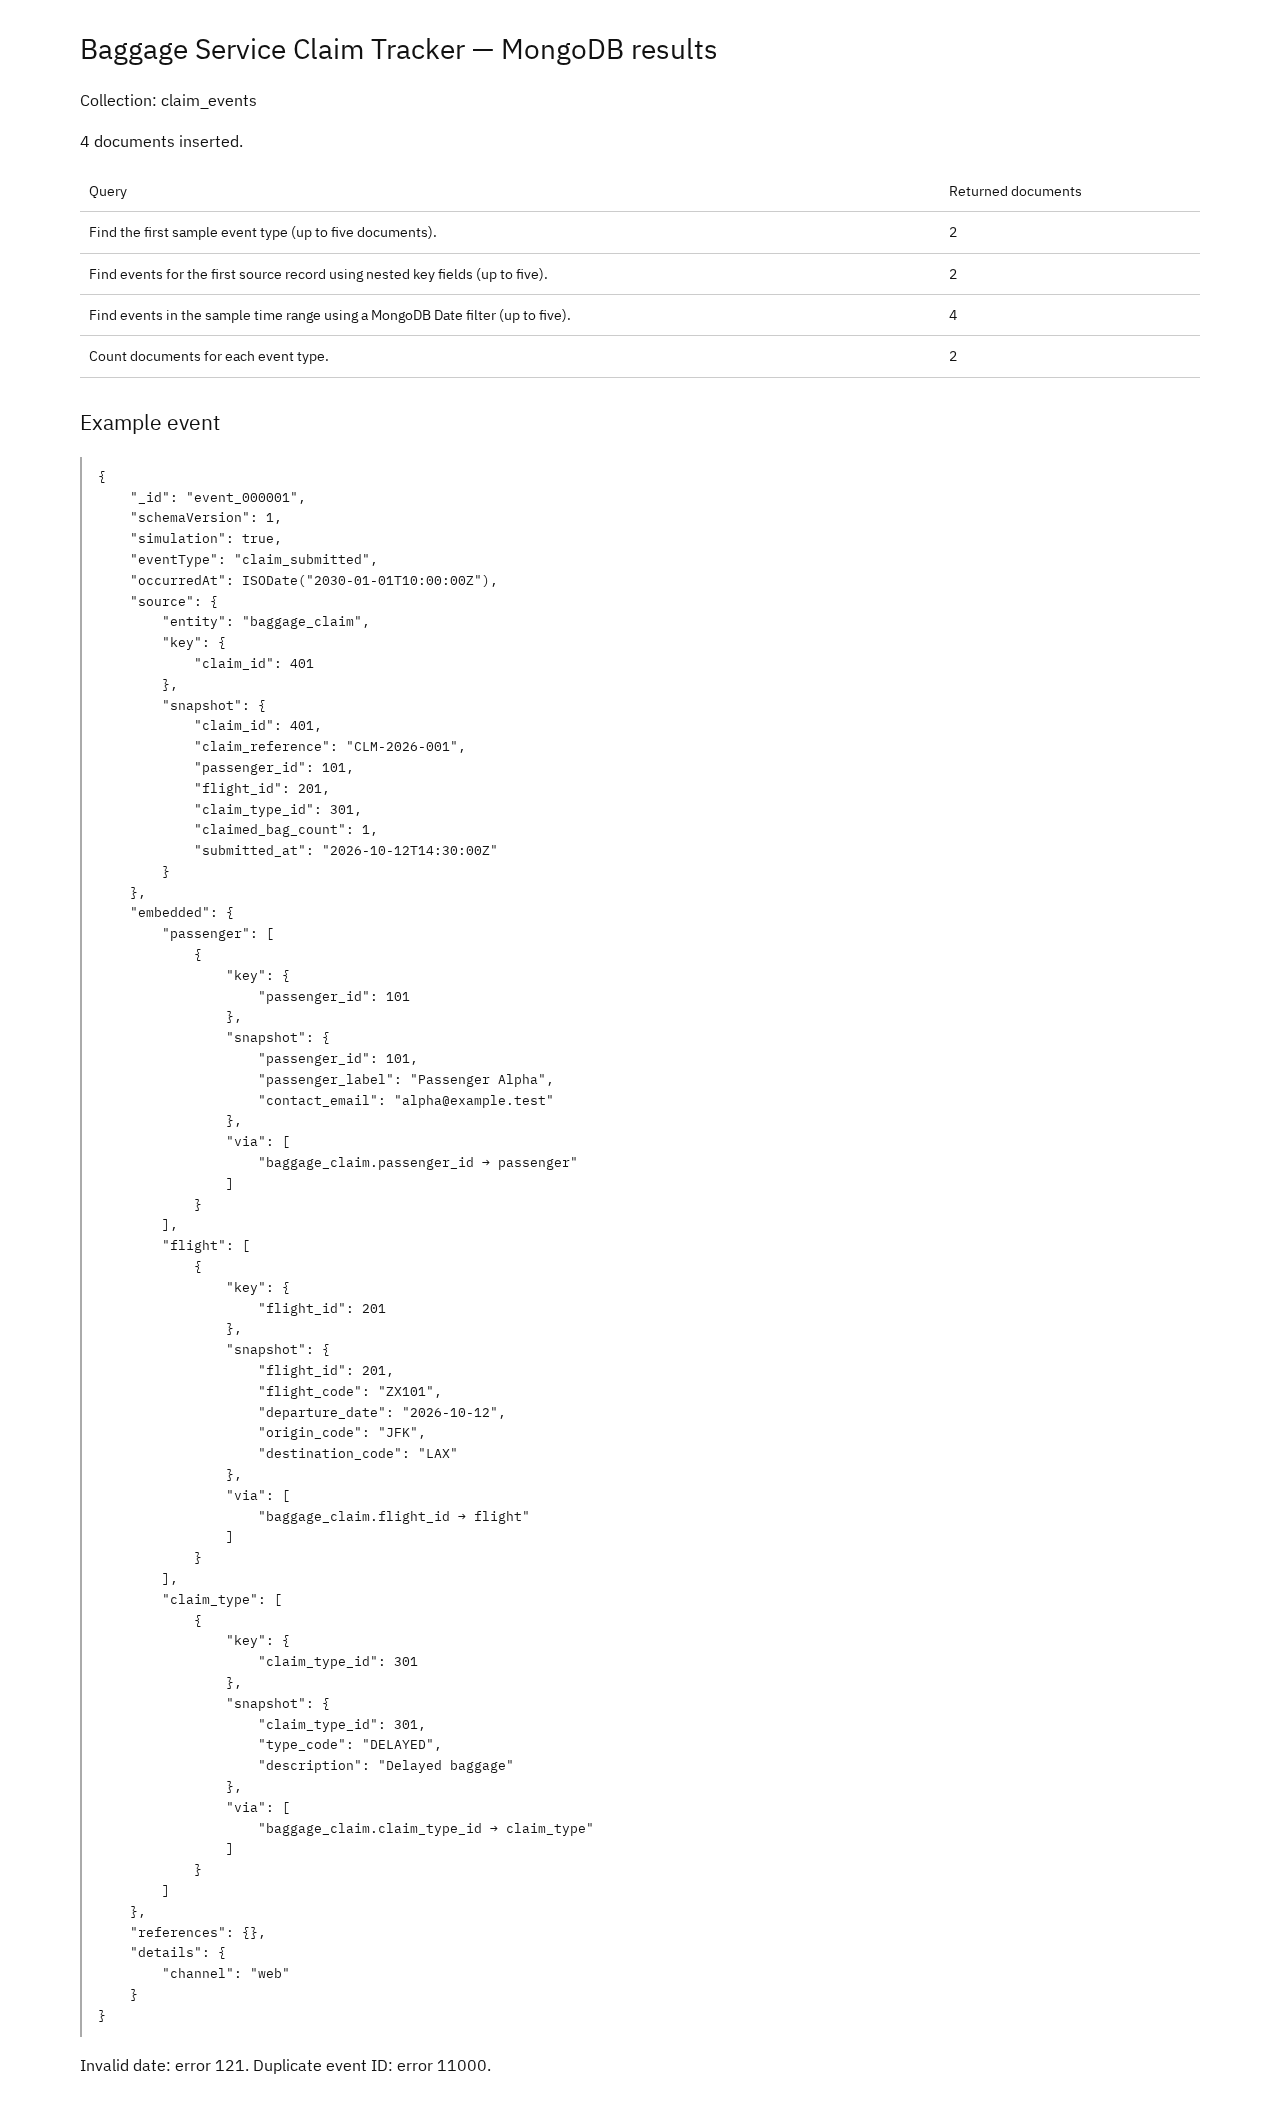 Baggage Service Claim Tracker — MongoDB results
Collection: claim_events
4 documents inserted.
Query Returned documents
Find the first sample event type (up to five documents). 2
Find events for the first source record using nested key fields (up to five). 2
Find events in the sample time range using a MongoDB Date filter (up to five). 4
Count documents for each event type. 2
Example event
{
    "_id": "event_000001",
    "schemaVersion": 1,
    "simulation": true,
    "eventType": "claim_submitted",
    "occurredAt": ISODate("2030-01-01T10:00:00Z"),
    "source": {
        "entity": "baggage_claim",
        "key": {
            "claim_id": 401
        },
        "snapshot": {
            "claim_id": 401,
            "claim_reference": "CLM-2026-001",
            "passenger_id": 101,
            "flight_id": 201,
            "claim_type_id": 301,
            "claimed_bag_count": 1,
            "submitted_at": "2026-10-12T14:30:00Z"
        }
    },
    "embedded": {
        "passenger": [
            {
                "key": {
                    "passenger_id": 101
                },
                "snapshot": {
                    "passenger_id": 101,
                    "passenger_label": "Passenger Alpha",
                    "contact_email": "alpha@example.test"
                },
                "via": [
                    "baggage_claim.passenger_id → passenger"
                ]
            }
        ],
        "flight": [
            {
                "key": {
                    "flight_id": 201
                },
                "snapshot": {
                    "flight_id": 201,
                    "flight_code": "ZX101",
                    "departure_date": "2026-10-12",
                    "origin_code": "JFK",
                    "destination_code": "LAX"
                },
                "via": [
                    "baggage_claim.flight_id → flight"
                ]
            }
        ],
        "claim_type": [
            {
                "key": {
                    "claim_type_id": 301
                },
                "snapshot": {
                    "claim_type_id": 301,
                    "type_code": "DELAYED",
                    "description": "Delayed baggage"
                },
                "via": [
                    "baggage_claim.claim_type_id → claim_type"
                ]
            }
        ]
    },
    "references": {},
    "details": {
        "channel": "web"
    }
}
Invalid date: error 121. Duplicate event ID: error 11000.